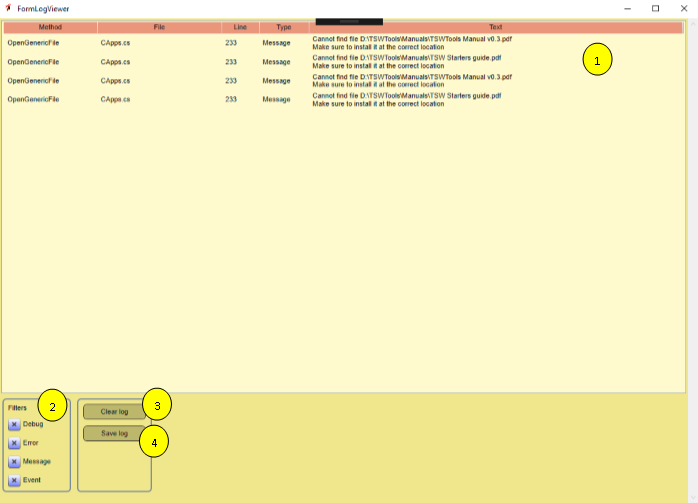 FormLogViewer
Method File Line Type Text
OpenGenericFile CApps.cs 233 Message Cannot find file D:\TSWTools\Manuals\TSWTools Manual v0.3.pdf
Make sure to install it at the correct location
OpenGenericFile CApps.cs 233 Message Cannot find file D:\TSWTools\Manuals\TSW Starters guide.pdf
Make sure to install it at the correct location
OpenGenericFile CApps.cs 233 Message Cannot find file D:\TSWTools\Manuals\TSWTools Manual v0.3.pdf
Make sure to install it at the correct location
OpenGenericFile CApps.cs 233 Message Cannot find file D:\TSWTools\Manuals\TSW Starters guide.pdf
Make sure to install it at the correct location
1
Filters 2
Debug
Error
Message
Event
Clear log 3
Save log 4